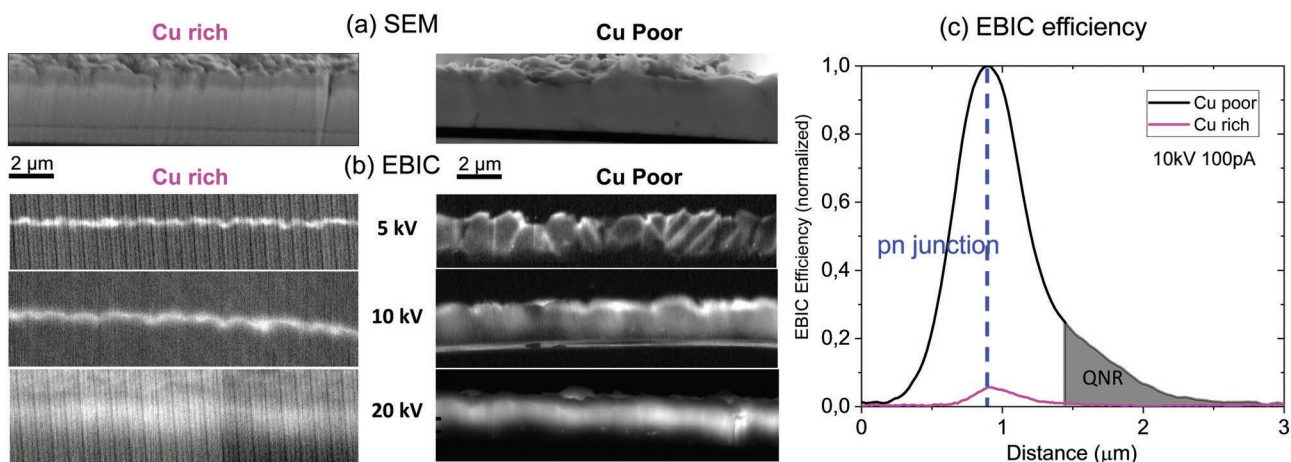 (a) SEM
Cu rich
Cu Poor
2 µm
(b) EBIC
2 µm
Cu rich
Cu Poor
5 kV
10 kV
20 kV
(c) EBIC efficiency
EBIC Efficiency (normalized)
1,0
0,8
0,6
0,4
0,2
0,0
Cu poor
Cu rich
10kV 100pA
pn junction
QNR
0
1
2
3
Distance (µm)